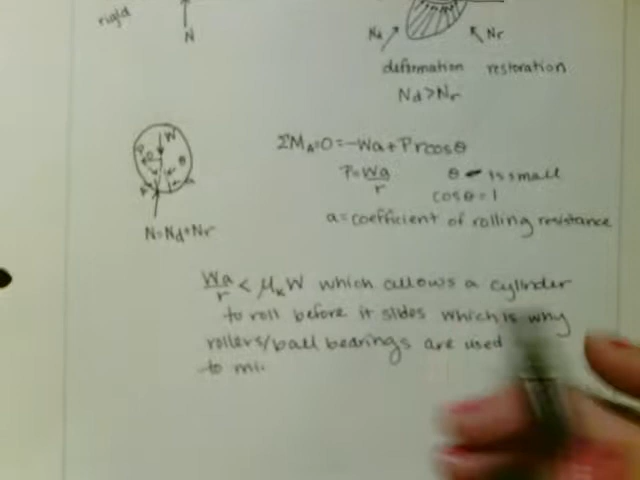 rigid
N
Nd Nr
deformation restoration
Nd>Nr
W
θ
N=Nd+Nr
ΣMA=0=-Wa+Prcosθ
P=Wa/r θ is small
cosθ=1
a=coefficient of rolling resistance
Wa/r < μkW which allows a cylinder
to roll before it slides which is why
rollers/ball bearings are used
to mi